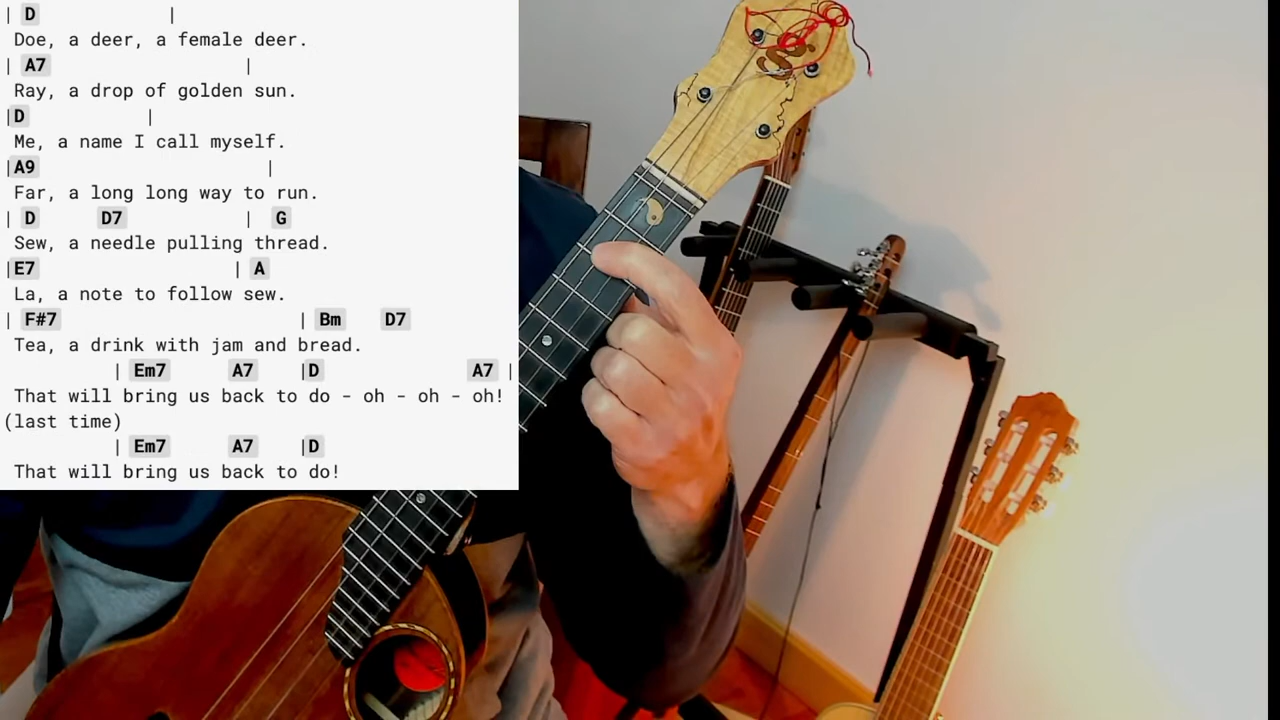 | D |
Doe, a deer, a female deer.
| A7 |
Ray, a drop of golden sun.
|D |
Me, a name I call myself.
|A9 |
Far, a long long way to run.
| D D7 | G
Sew, a needle pulling thread.
|E7 | A
La, a note to follow sew.
| F#7 | Bm D7
Tea, a drink with jam and bread.
| Em7 A7 |D A7 |
That will bring us back to do - oh - oh - oh!
(last time)
| Em7 A7 |D
That will bring us back to do!